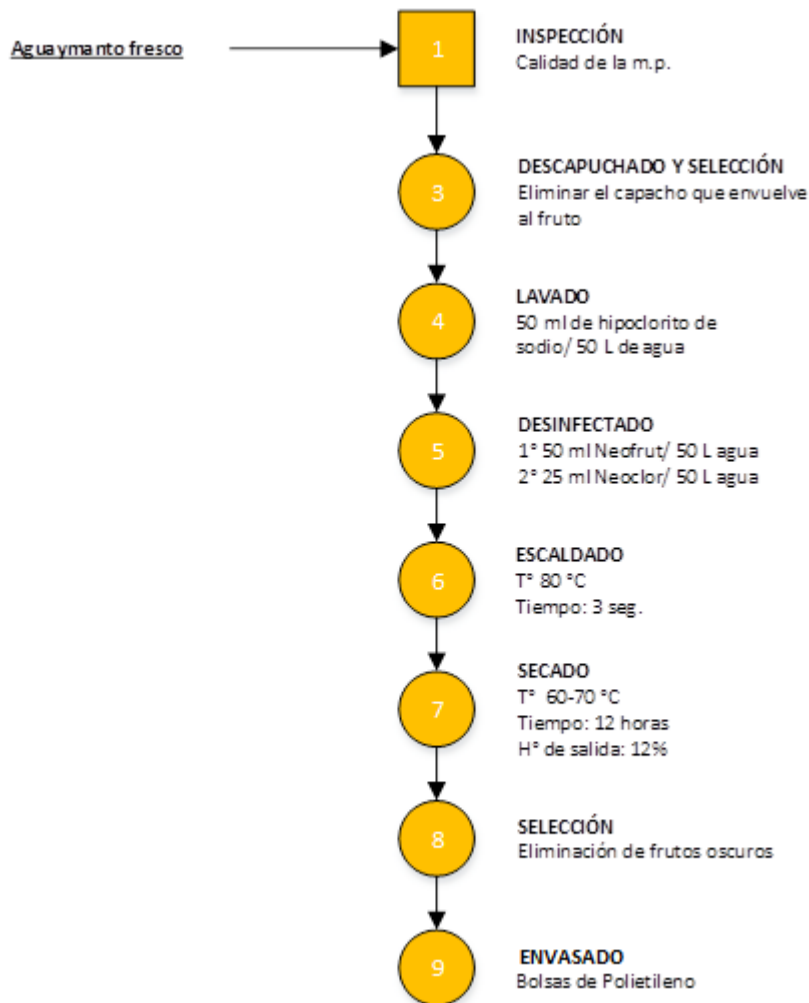 Aguaymanto fresco
1
INSPECCIÓN
Calidad de la m.p.
3
DESCAPUCHADO Y SELECCIÓN
Eliminar el capacho que envuelve
al fruto
4
LAVADO
50 ml de hipoclorito de
sodio/ 50 L de agua
5
DESINFECTADO
1° 50 ml Neofrut/ 50 L agua
2° 25 ml Neoclor/ 50 L agua
6
ESCALDADO
T° 80 °C
Tiempo: 3 seg.
7
SECADO
T° 60-70 °C
Tiempo: 12 horas
H° de salida: 12%
8
SELECCIÓN
Eliminación de frutos oscuros
9
ENVASADO
Bolsas de Polietileno